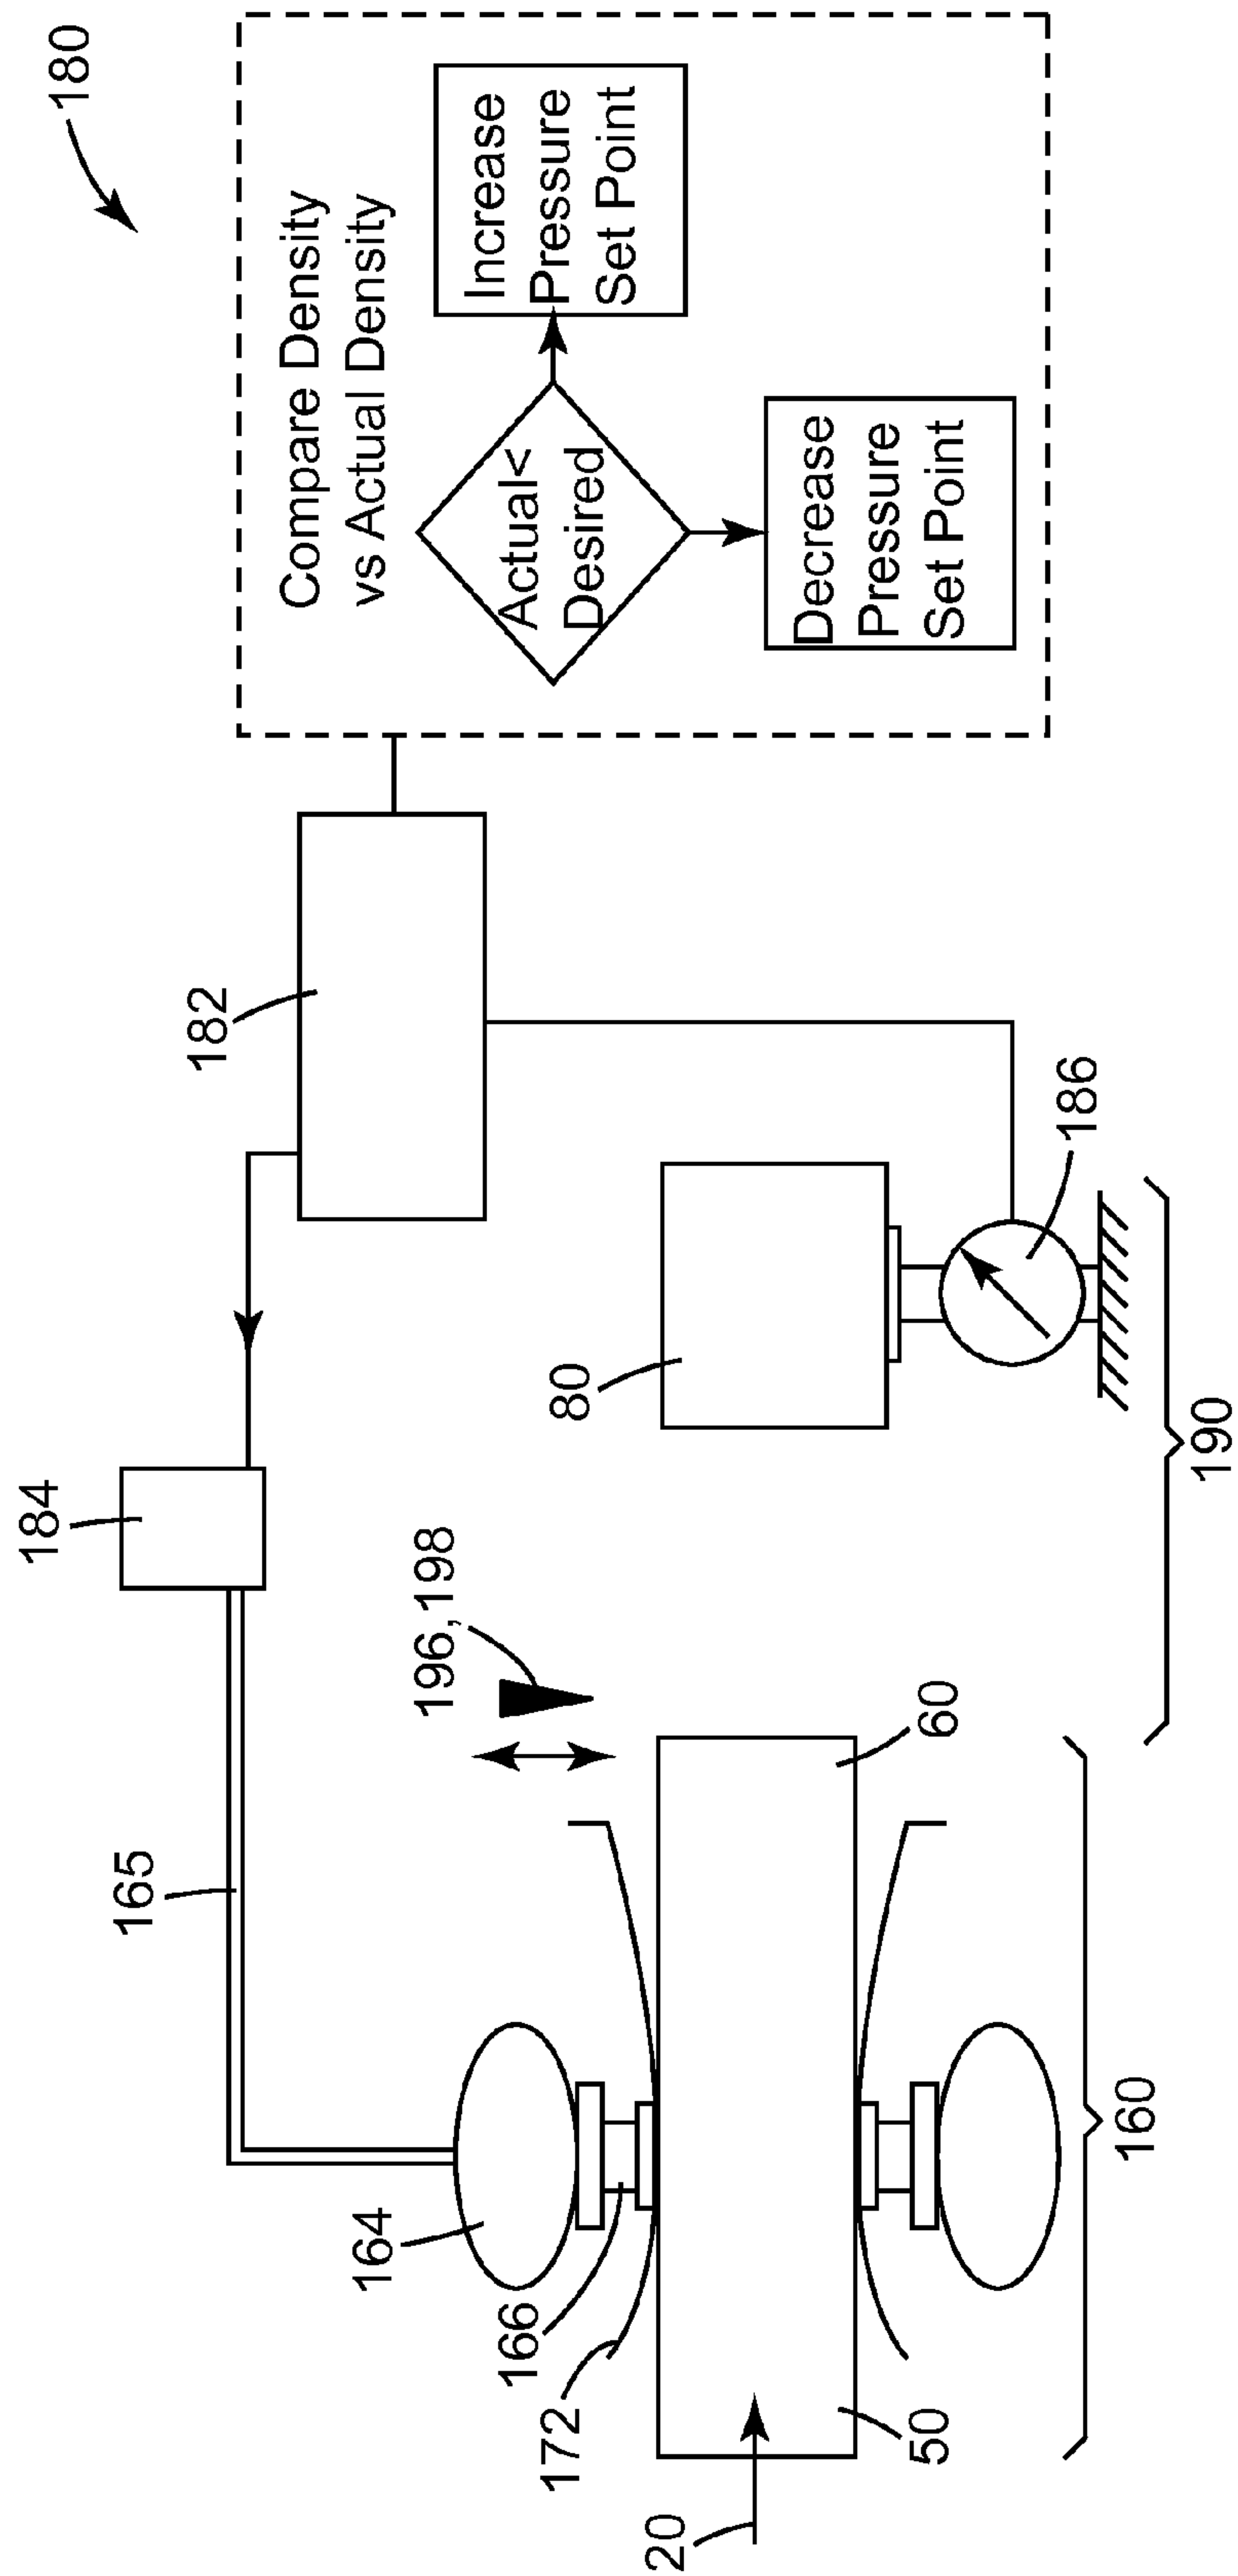 180
Compare Density
vs Actual Density
Actual<
Desired
Increase
Pressure
Set Point
Decrease
Pressure
Set Point
182
184
165
196,198
164
166
172
80
186
190
60
50
20
160